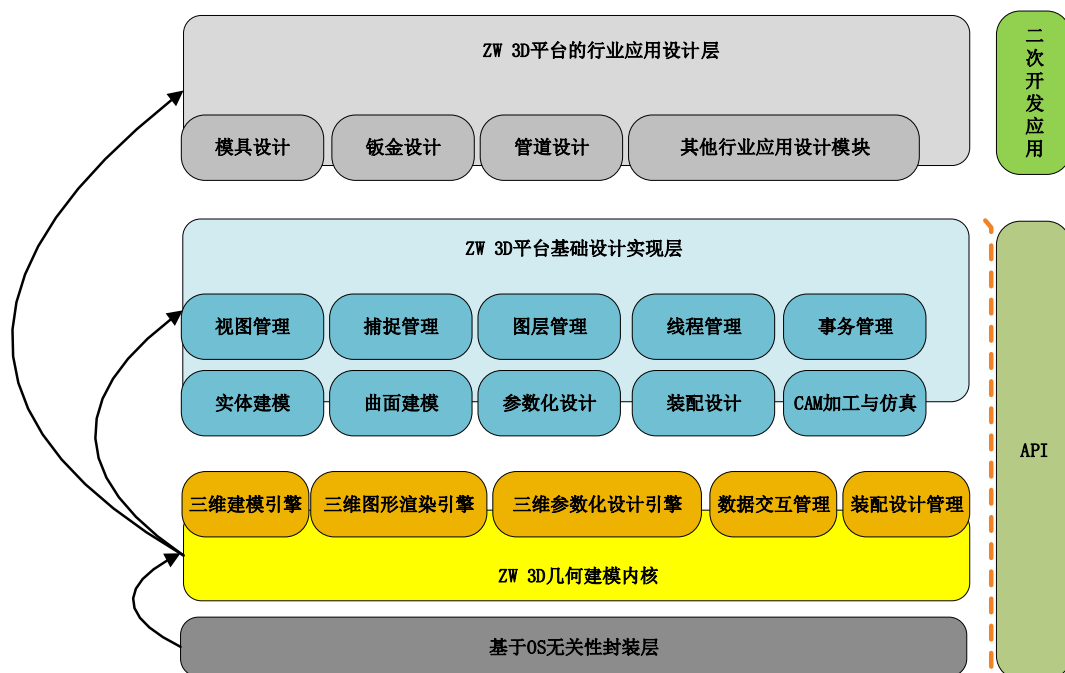 ZW 3D平台的行业应用设计层
模具设计
钣金设计
管道设计
其他行业应用设计模块
二次开发应用
ZW 3D平台基础设计实现层
视图管理
捕捉管理
图层管理
线程管理
事务管理
实体建模
曲面建模
参数化设计
装配设计
CAM加工与仿真
API
三维建模引擎
三维图形渲染引擎
三维参数化设计引擎
数据交互管理
装配设计管理
ZW 3D几何建模内核
基于OS无关性封装层